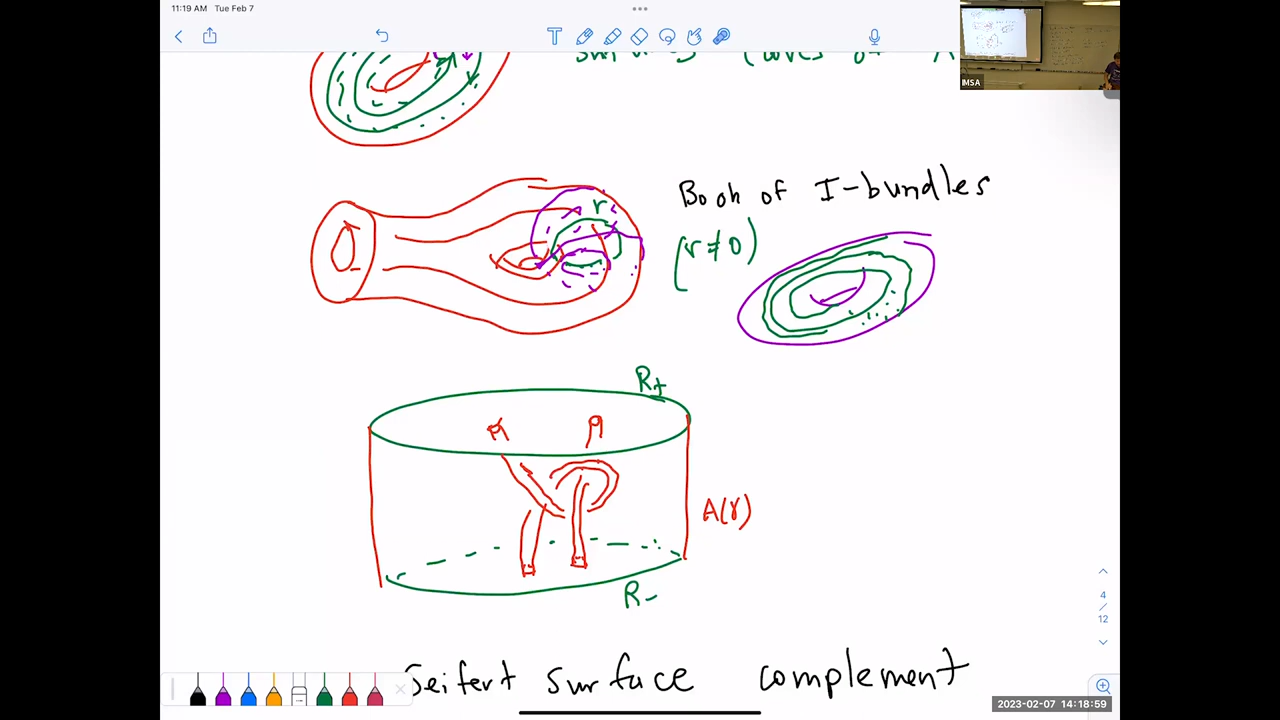 11:19 AM Tue Feb 7
IMSA
r
Book of I-bundles
(r≠0)
R+
A(γ)
R-
4
/
12
Seifert surface complement
2023-02-07 14:18:59